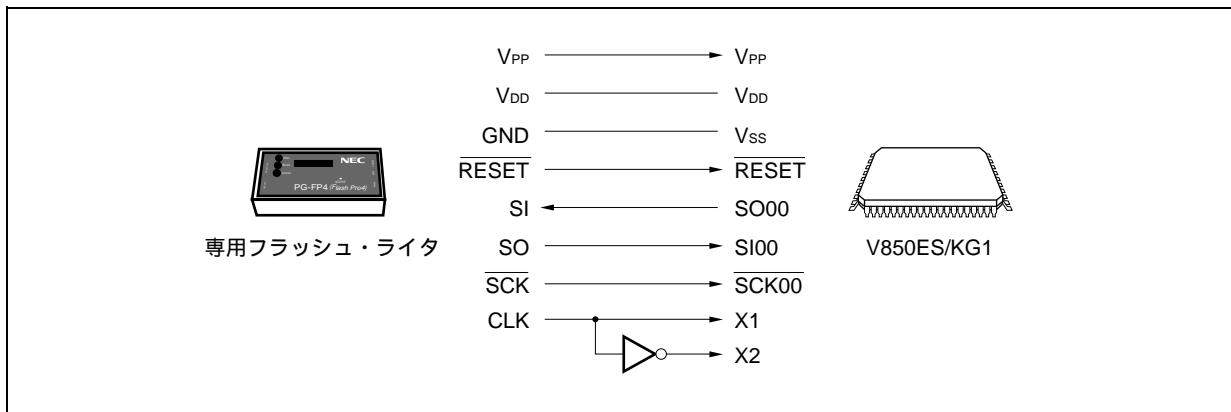 VPP VPP
VDD VDD
GND VSS
RESET RESET
SI SO00
SO SI00
SCK SCK00
CLK X1
X2
NEC
PG-FP4 (Flash Pro4)
専用フラッシュ・ライタ
V850ES/KG1